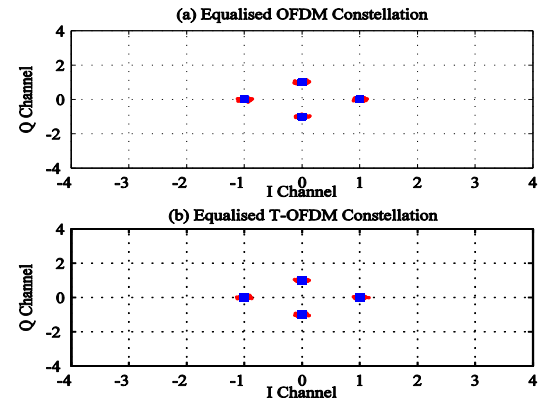 (a) Equalised OFDM Constellation
4
2
0
-2
-4
Q Channel
-4 -3 -2 -1 0 1 2 3 4
I Channel
(b) Equalised T-OFDM Constellation
4
2
0
-2
-4
Q Channel
-4 -3 -2 -1 0 1 2 3 4
I Channel